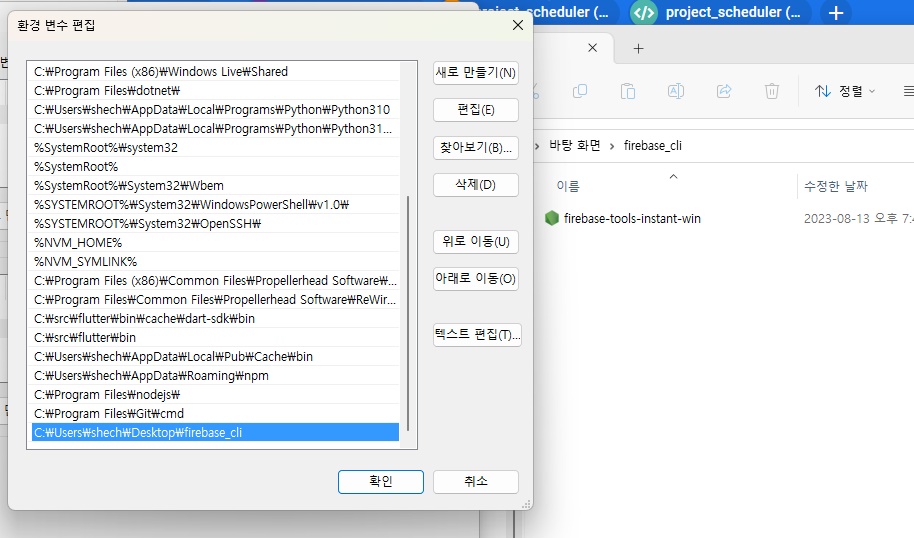 환경 변수 편집
C:₩Program Files (x86)₩Windows Live₩Shared
C:₩Program Files₩dotnet₩
C:₩Users₩shech₩AppData₩Local₩Programs₩Python₩Python310
C:₩Users₩shech₩AppData₩Local₩Programs₩Python₩Python31...
%SystemRoot%₩system32
%SystemRoot%
%SystemRoot%₩System32₩Wbem
%SYSTEMROOT%₩System32₩WindowsPowerShell₩v1.0₩
%SYSTEMROOT%₩System32₩OpenSSH₩
%NVM_HOME%
%NVM_SYMLINK%
C:₩Program Files (x86)₩Common Files₩Propellerhead Software₩...
C:₩Program Files₩Common Files₩Propellerhead Software₩ReWir...
C:₩src₩flutter₩bin₩cache₩dart-sdk₩bin
C:₩src₩flutter₩bin
C:₩Users₩shech₩AppData₩Local₩Pub₩Cache₩bin
C:₩Users₩shech₩AppData₩Roaming₩npm
C:₩Program Files₩nodejs₩
C:₩Program Files₩Git₩cmd
C:₩Users₩shech₩Desktop₩firebase_cli
새로 만들기(N)
편집(E)
찾아보기(B)...
삭제(D)
위로 이동(U)
아래로 이동(O)
텍스트 편집(T)...
확인
취소
project_scheduler (...
정렬
바탕 화면 > firebase_cli
이름
수정한 날짜
firebase-tools-instant-win
2023-08-13 오후 7:4